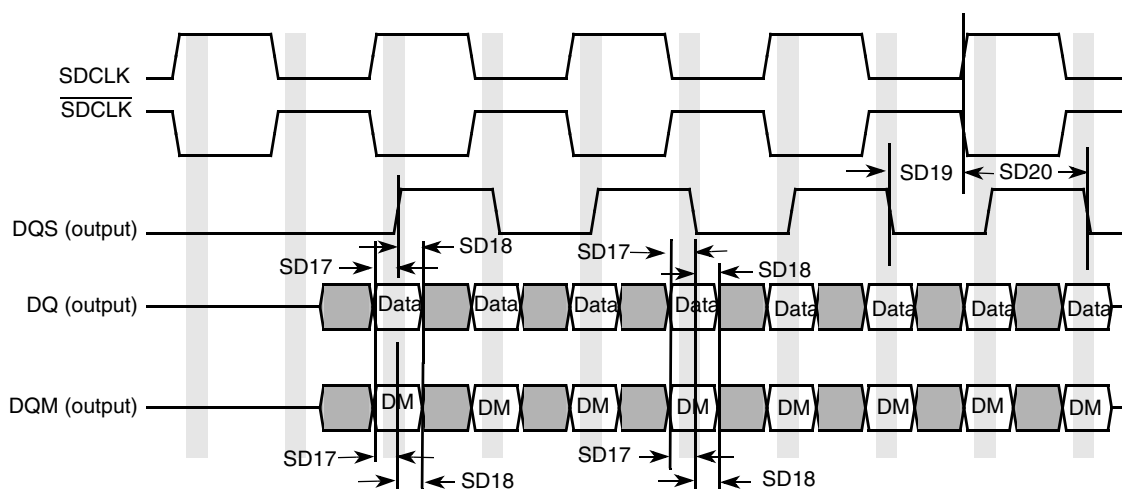 SDCLK
SDCLK
SD19 SD20
DQS (output)
SD18 SD17
SD17 SD18
DQ (output) Data Data Data Data Data Data Data Data
DQM (output) DM DM DM DM DM DM DM DM
SD17 SD17
SD18 SD18